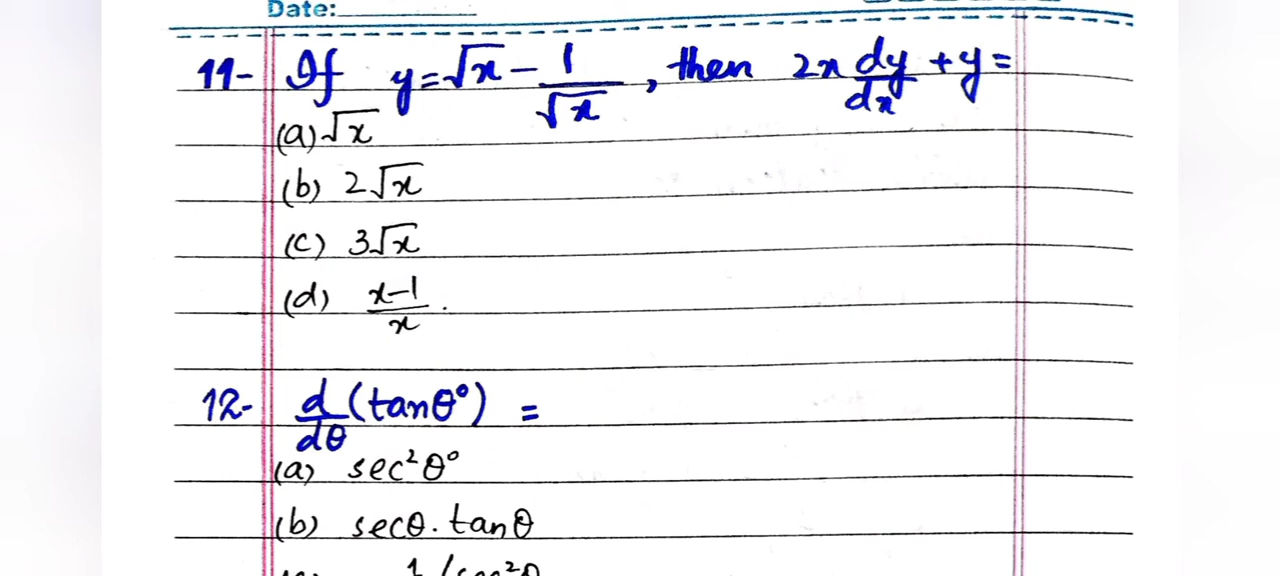 Date:
11- If y=√x - 1/√x, then 2x dy/dx + y =
(a) √x
(b) 2√x
(c) 3√x
(d) x-1/x.
12- d/dθ (tanθ°) =
(a) sec²θ°
(b) secθ. tanθ